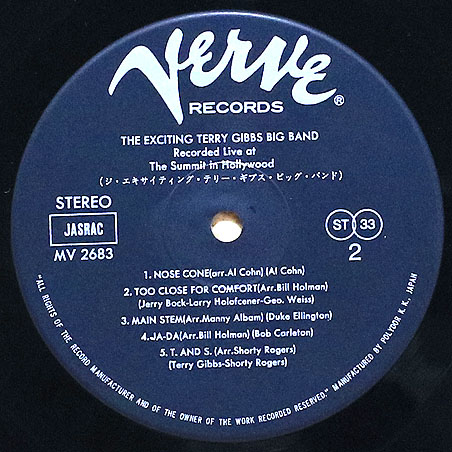 Verve
RECORDS ®
THE EXCITING TERRY GIBBS BIG BAND
Recorded Live at
The Summit in Hollywood
(ジ・エキサイティング・テリー・ギブス・ビッグ・バンド)
STEREO
JASRAC
MV 2683
ST 33
2
1. NOSE CONE(arr.Al Cohn) (Al Cohn)
2. TOO CLOSE FOR COMFORT(Arr.Bill Holman)
(Jerry Bock-Larry Holofcener-Geo. Weiss)
3. MAIN STEM(Arr.Manny Albam) (Duke Ellington)
4.JA-DA(Arr.Bill Holman) (Bob Carleton)
5. T. AND S. (Arr.Shorty Rogers)
(Terry Gibbs-Shorty Rogers)
"ALL RIGHTS OF THE RECORD MANUFACTURER AND OF THE OWNER OF THE WORK RECORDED RESERVED." MANUFACTURED BY POLYDOR K. K., JAPAN